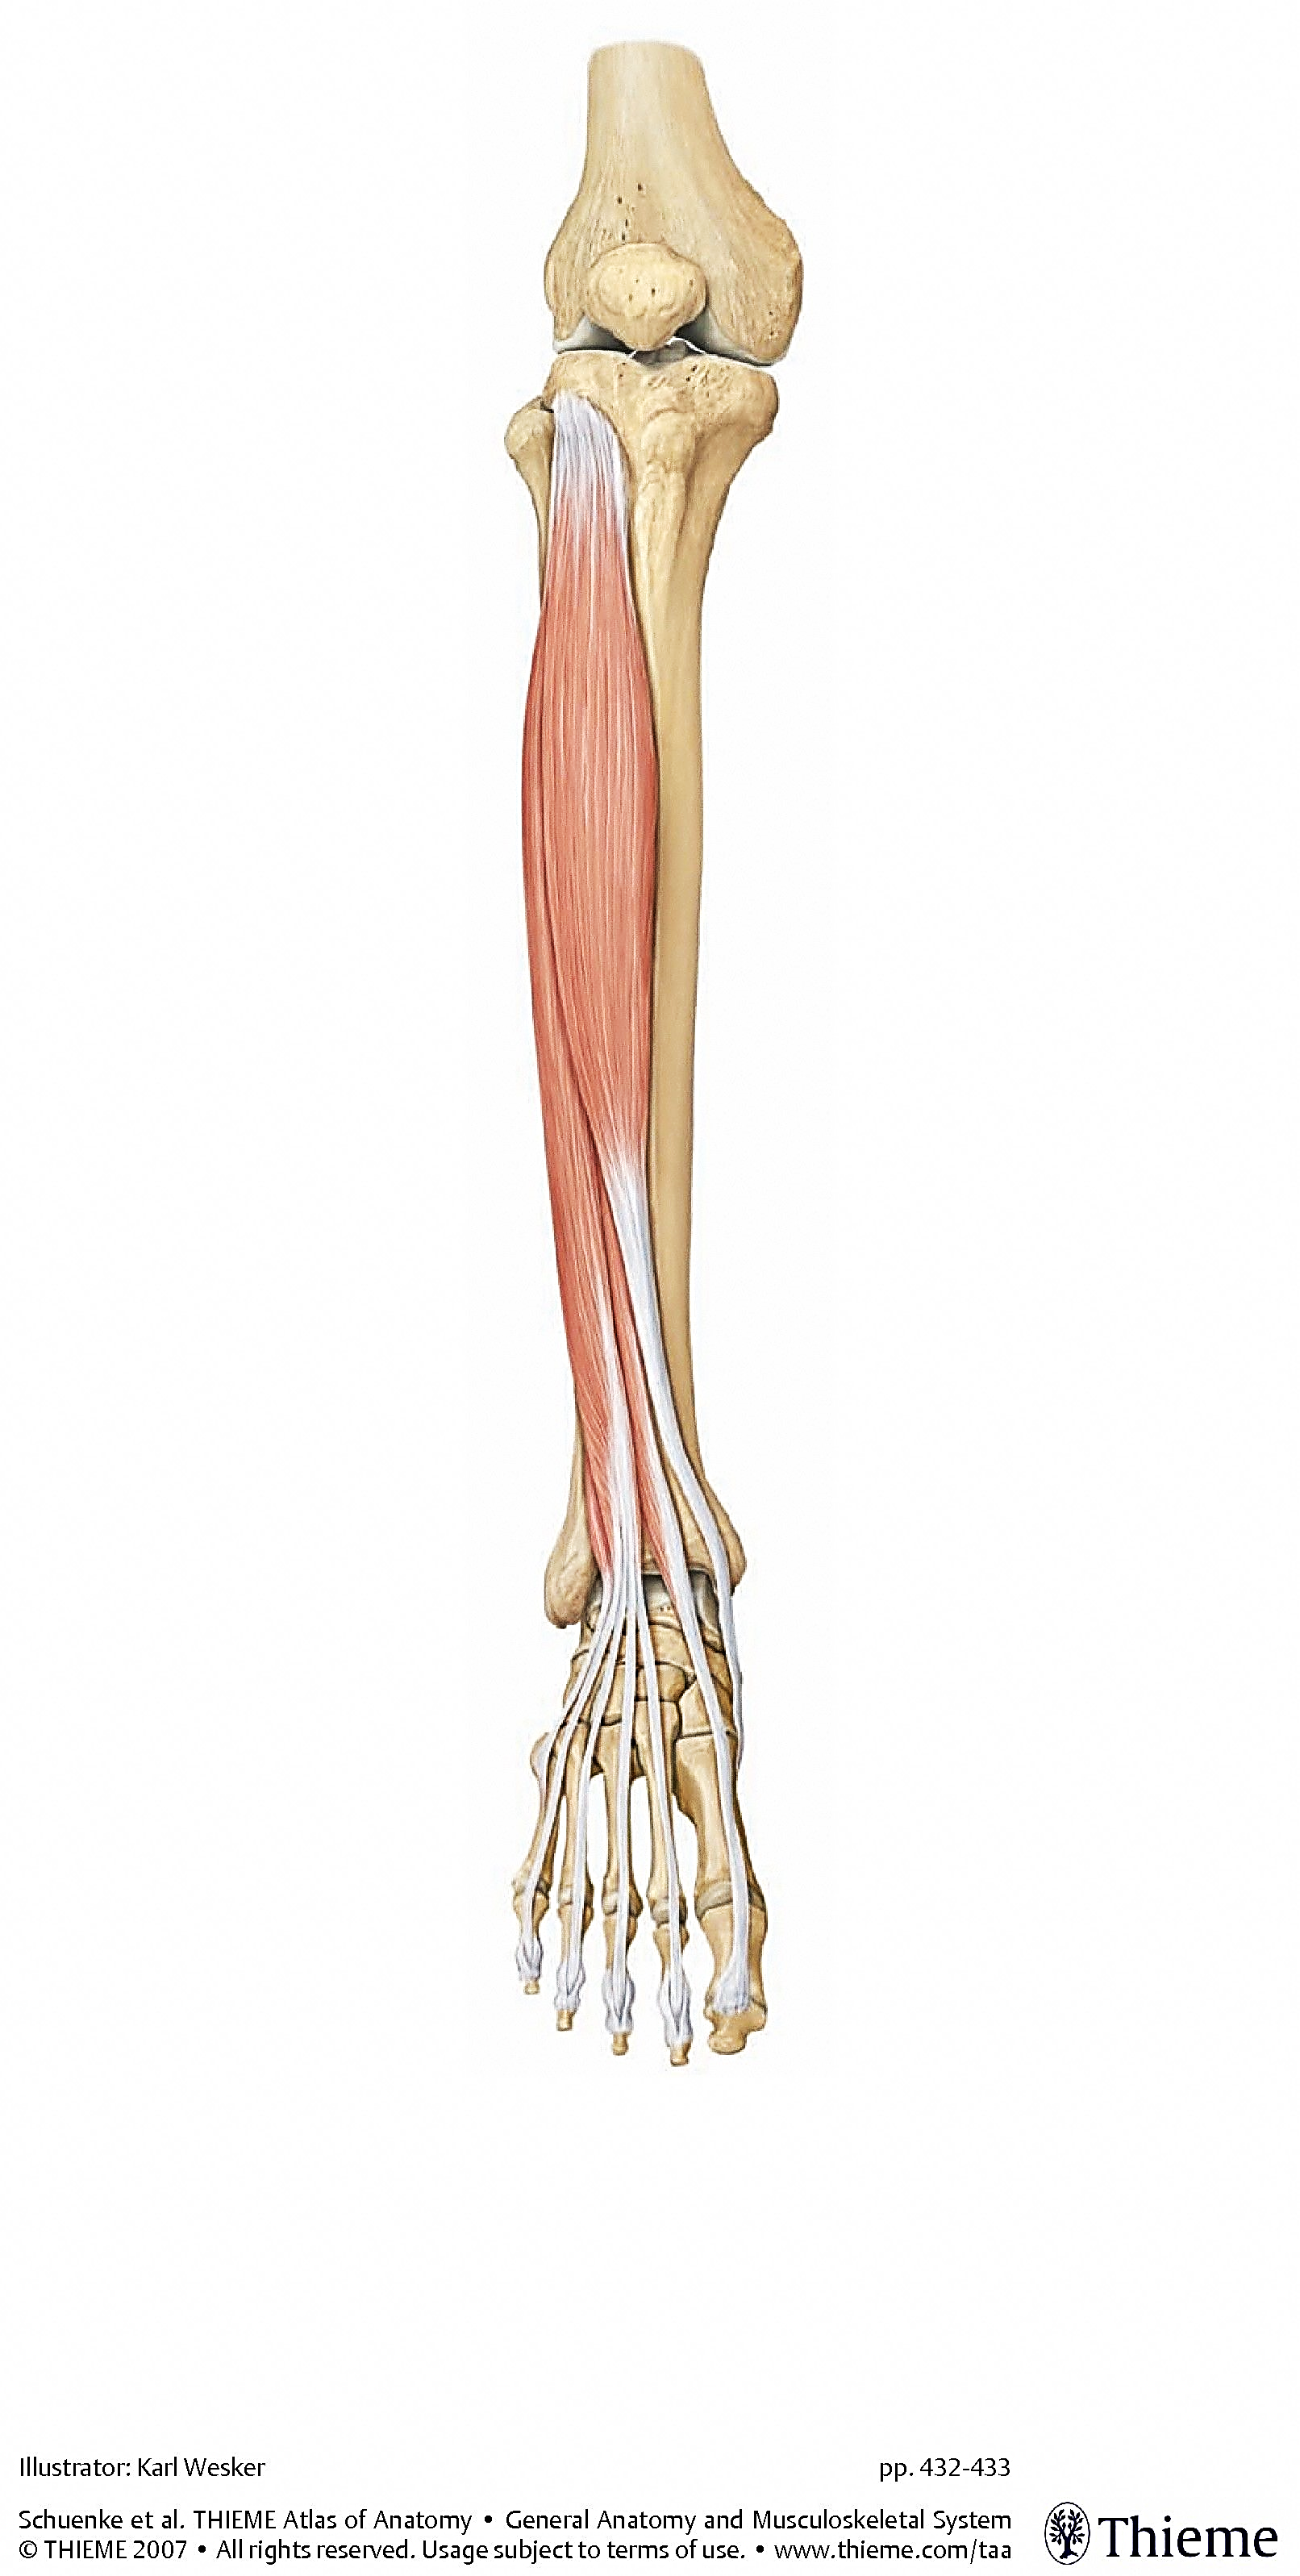 Illustrator: Karl Wesker pp. 432-433
Schuenke et al. THIEME Atlas of Anatomy • General Anatomy and Musculoskeletal System
© THIEME 2007 • All rights reserved. Usage subject to terms of use. • www.thieme.com/taa
Thieme